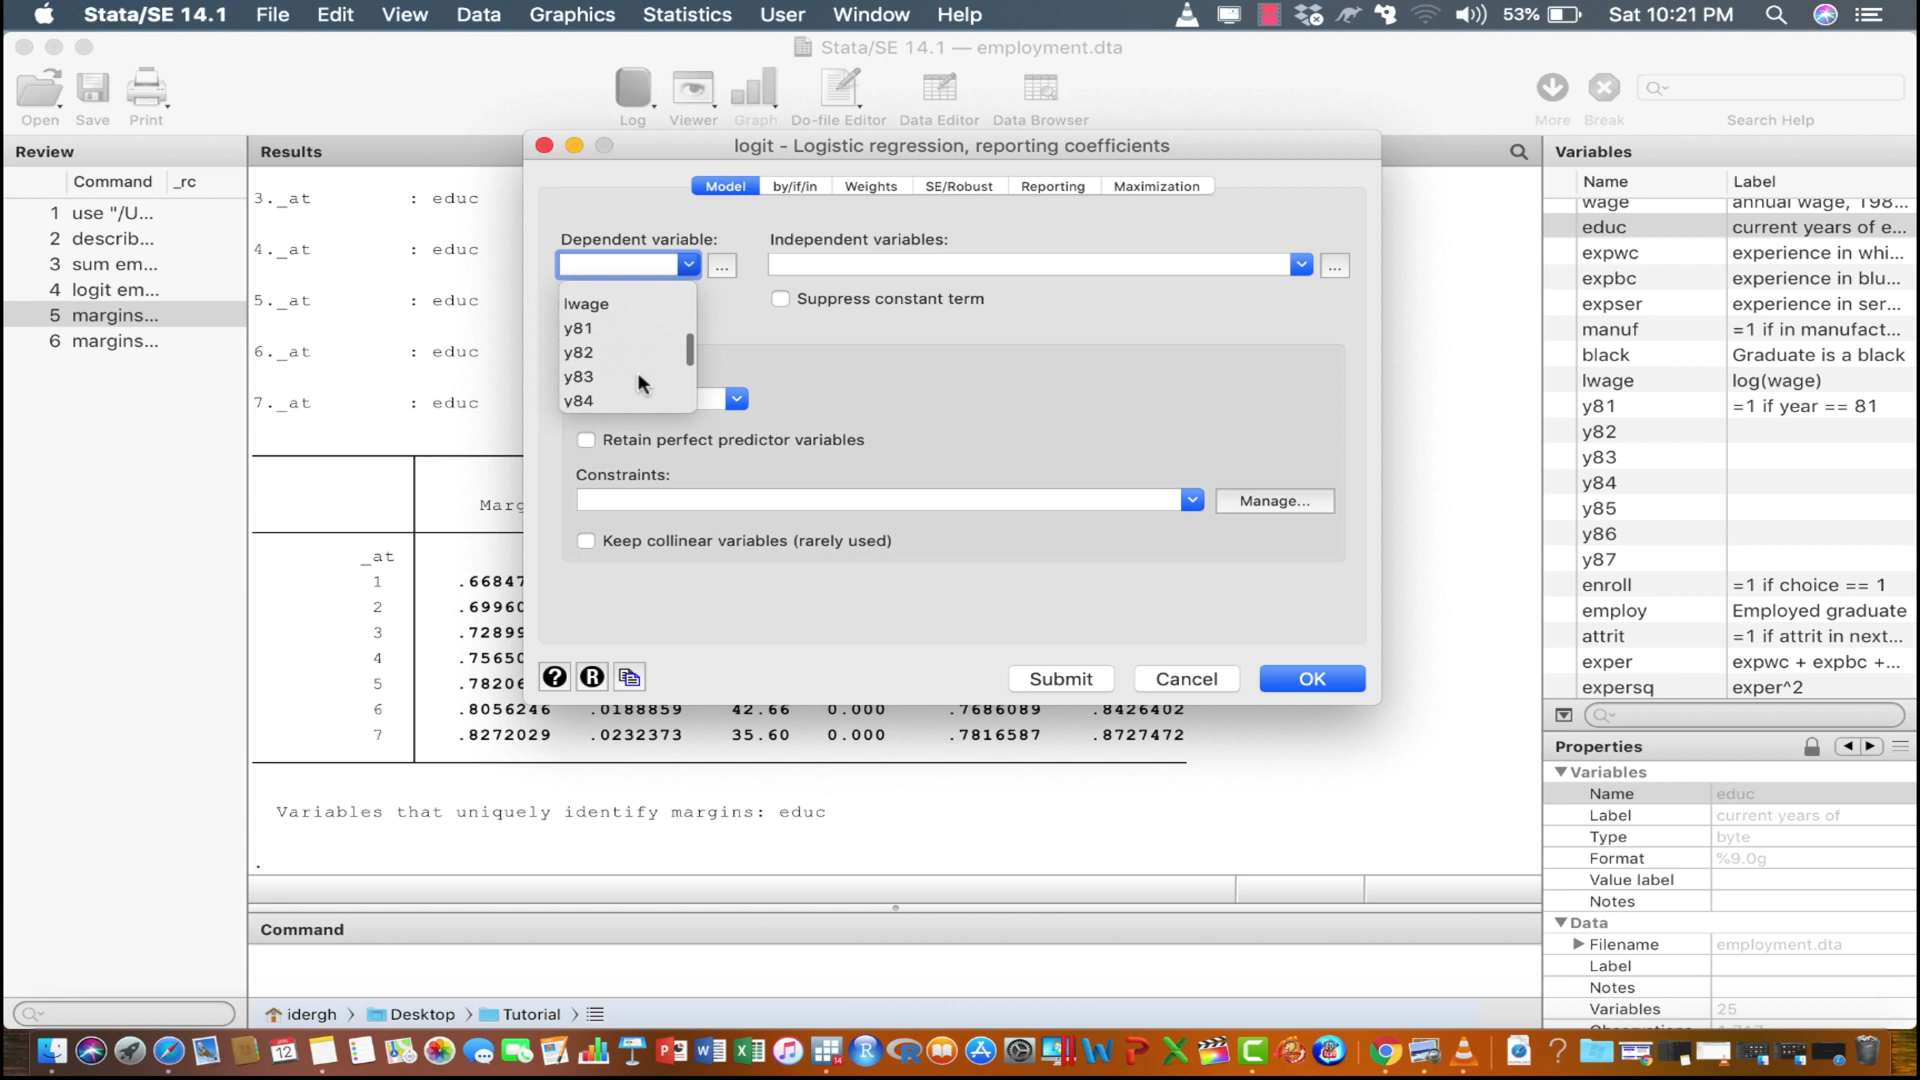 Stata/SE 14.1 File Edit View Data Graphics Statistics User Window Help 53% Sat 10:21 PM
Stata/SE 14.1 — employment.dta
Open Save Print Log Viewer Graph Do-file Editor Data Editor Data Browser More Break Search Help
Review
Command _rc
1 use "/U...
2 describ...
3 sum em...
4 logit em...
5 margins...
6 margins...
Results
3._at : educ
4._at : educ
5._at : educ
6._at : educ
7._at : educ
Marg
_at
1 .66847
2 .69960
3 .72899
4 .75650
5 .78206
6 .8056246 .0188859 42.66 0.000 .7686089 .8426402
7 .8272029 .0232373 35.60 0.000 .7816587 .8727472
Variables that uniquely identify margins: educ
.
logit - Logistic regression, reporting coefficients
Model by/if/in Weights SE/Robust Reporting Maximization
Dependent variable: Independent variables:
... ...
Suppress constant term
lwage
y81
y82
y83
y84
Retain perfect predictor variables
Constraints:
Manage...
Keep collinear variables (rarely used)
? R Submit Cancel OK
Command
idergh Desktop Tutorial
Variables
Name Label
wage annual wage, 198...
educ current years of e...
expwc experience in whi...
expbc experience in blu...
expser experience in ser...
manuf =1 if in manufact...
black Graduate is a black
lwage log(wage)
y81 =1 if year == 81
y82
y83
y84
y85
y86
y87
enroll =1 if choice == 1
employ Employed graduate
attrit =1 if attrit in next...
exper expwc + expbc +...
expersq exper^2
Properties
Variables
Name educ
Label current years of
Type byte
Format %9.0g
Value label
Notes
Data
Filename employment.dta
Label
Notes
Variables 25